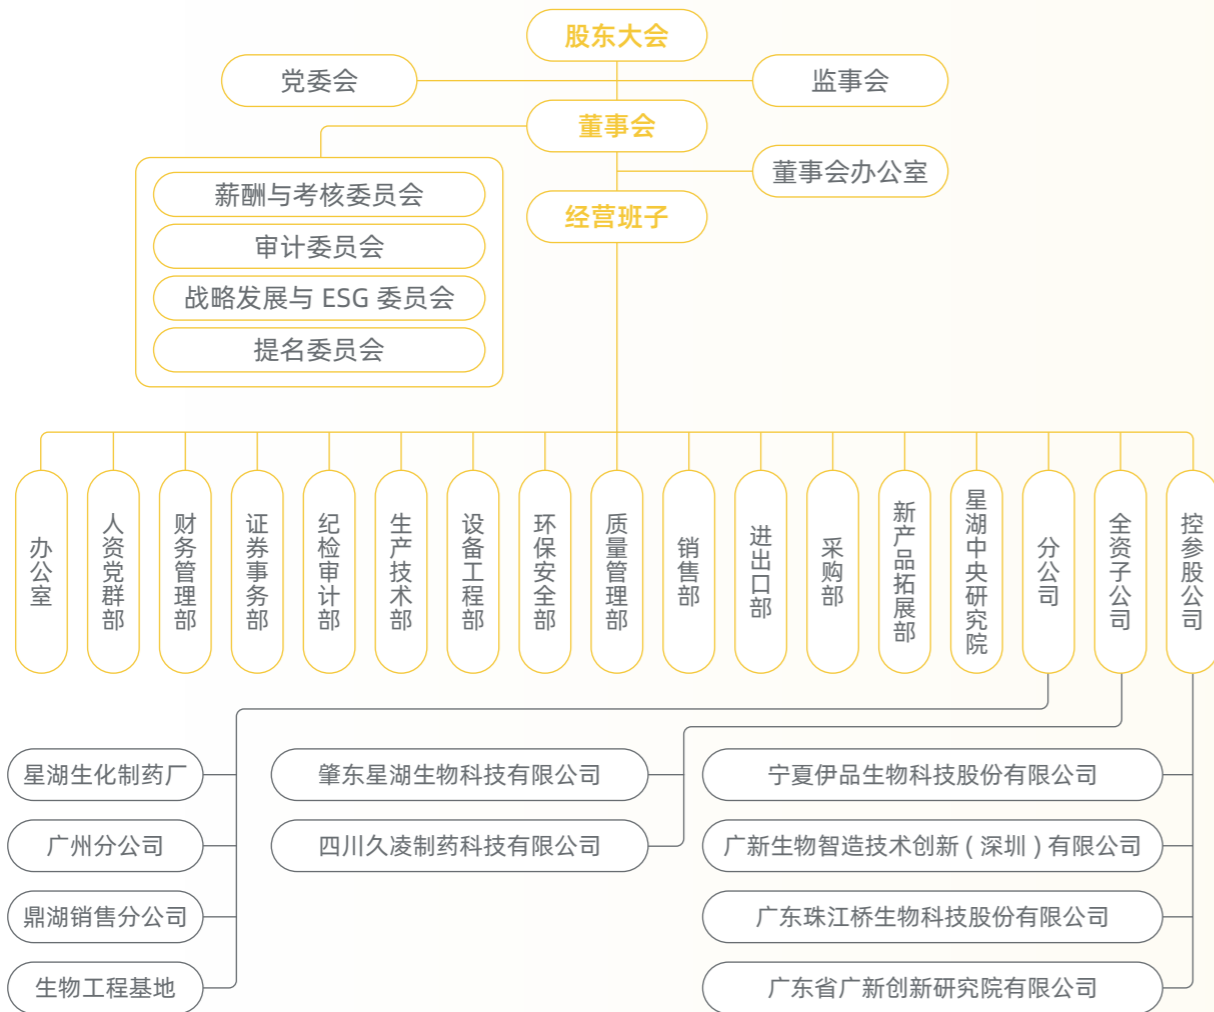 股东大会
党委会
监事会
董事会
董事会办公室
薪酬与考核委员会
经营班子
审计委员会
战略发展与 ESG 委员会
提名委员会
办公室
人资党群部
财务管理部
证券事务部
纪检审计部
生产技术部
设备工程部
环保安全部
质量管理部
销售部
进出口部
采购部
新产品拓展部
星湖中央研究院
分公司
全资子公司
控参股公司
星湖生化制药厂
肇东星湖生物科技有限公司
宁夏伊品生物科技股份有限公司
广州分公司
四川久凌制药科技有限公司
广新生物智造技术创新 ( 深圳 ) 有限公司
鼎湖销售分公司
广东珠江桥生物科技股份有限公司
生物工程基地
广东省广新创新研究院有限公司